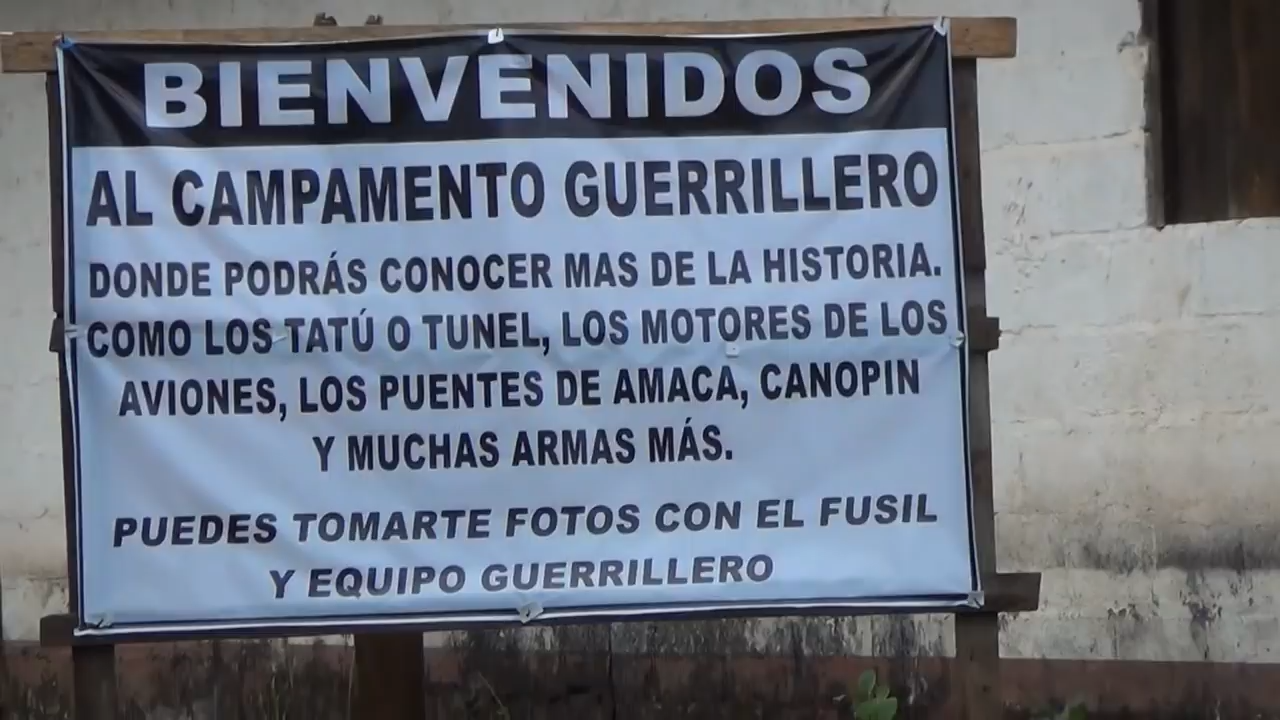 BIENVENIDOS
AL CAMPAMENTO GUERRILLERO
DONDE PODRÁS CONOCER MAS DE LA HISTORIA.
COMO LOS TATÚ O TUNEL, LOS MOTORES DE LOS
AVIONES, LOS PUENTES DE AMACA, CANOPIN
Y MUCHAS ARMAS MÁS.
PUEDES TOMARTE FOTOS CON EL FUSIL
Y EQUIPO GUERRILLERO